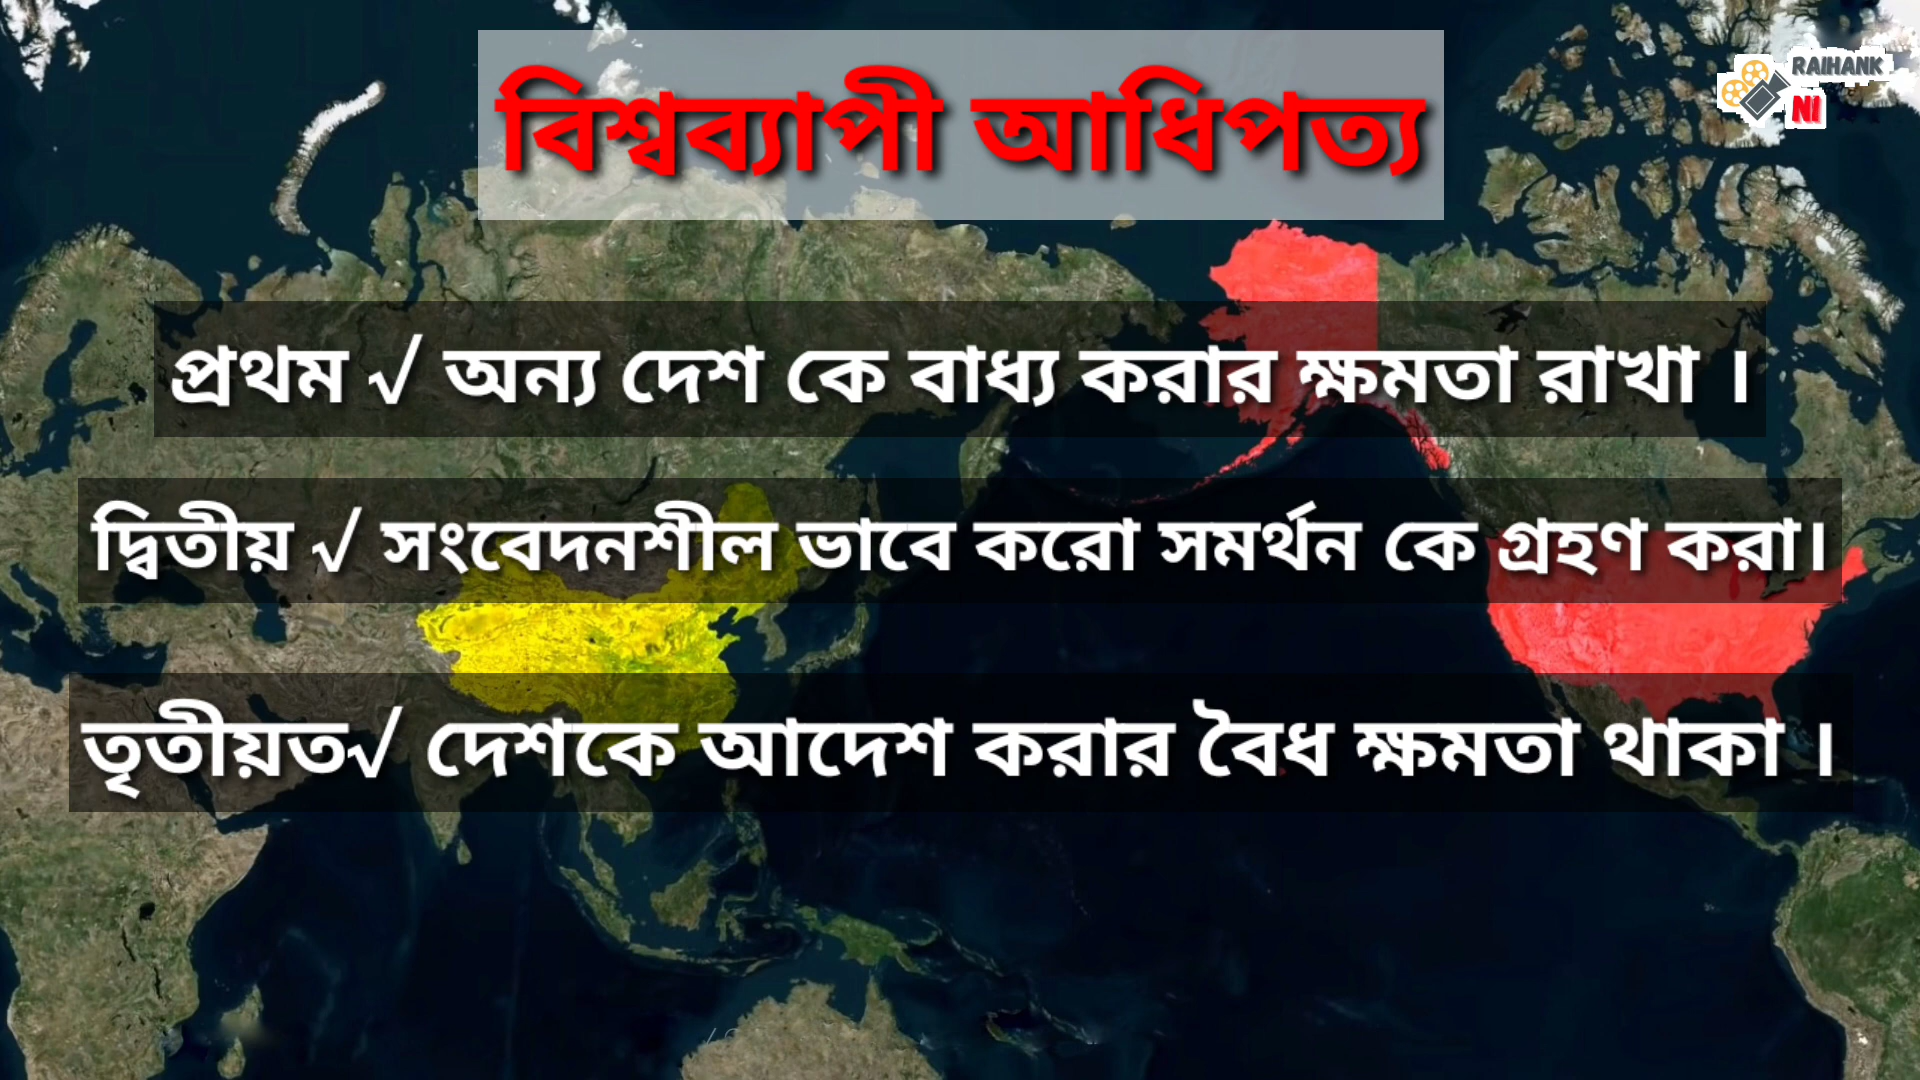 বিশ্বব্যাপী আধিপত্য
RAIHANK
NI
প্রথম √ অন্য দেশ কে বাধ্য করার ক্ষমতা রাখা ।
দ্বিতীয় √ সংবেদনশীল ভাবে করো সমর্থন কে গ্রহণ করা।
তৃতীয়ত√ দেশকে আদেশ করার বৈধ ক্ষমতা থাকা ।